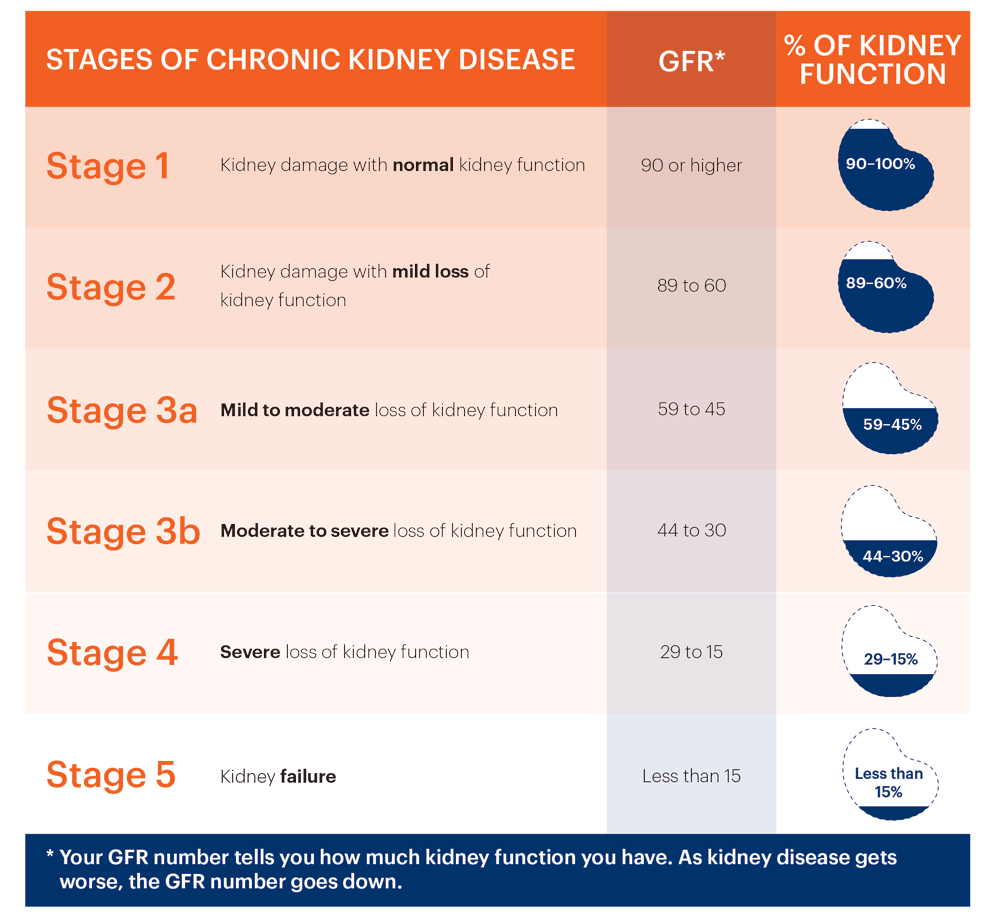 STAGES OF CHRONIC KIDNEY DISEASE
GFR*
% OF KIDNEY
FUNCTION
Stage 1
Kidney damage with normal kidney function
90 or higher
90–100%
Stage 2
Kidney damage with mild loss of
kidney function
89 to 60
89–60%
Stage 3a
Mild to moderate loss of kidney function
59 to 45
59–45%
Stage 3b
Moderate to severe loss of kidney function
44 to 30
44–30%
Stage 4
Severe loss of kidney function
29 to 15
29–15%
Stage 5
Kidney failure
Less than 15
Less than
15%
* Your GFR number tells you how much kidney function you have. As kidney disease gets
worse, the GFR number goes down.